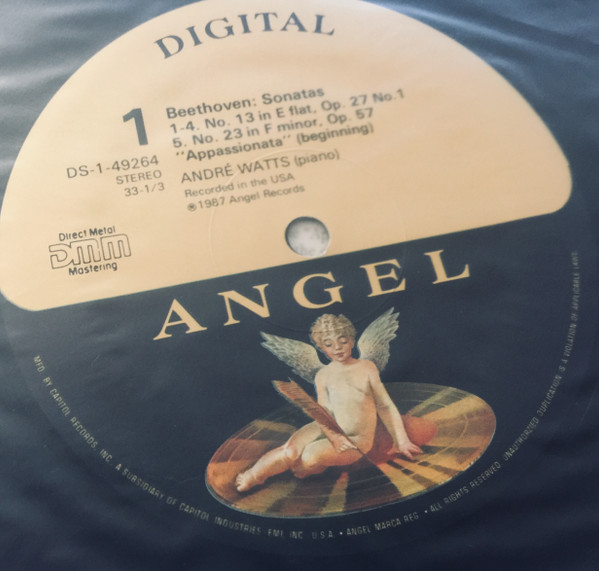 DIGITAL
1
Beethoven: Sonatas
1-4. No. 13 in E flat, Op. 27 No.1
5. No. 23 in F minor, Op. 57
"Appassionata" (beginning)
DS-1-49264
STEREO
33-1/3
ANDRÉ WATTS (piano)
Recorded in the USA
℗1987 Angel Records
Direct Metal
DMM
Mastering
ANGEL
MFD. BY CAPITOL RECORDS, INC. A SUBSIDIARY OF CAPITOL INDUSTRIES-EMI, INC. U.S.A. • ANGEL MARCA REG. • ALL RIGHTS RESERVED. UNAUTHORIZED DUPLICATION IS A VIOLATION OF APPLICABLE LAWS.